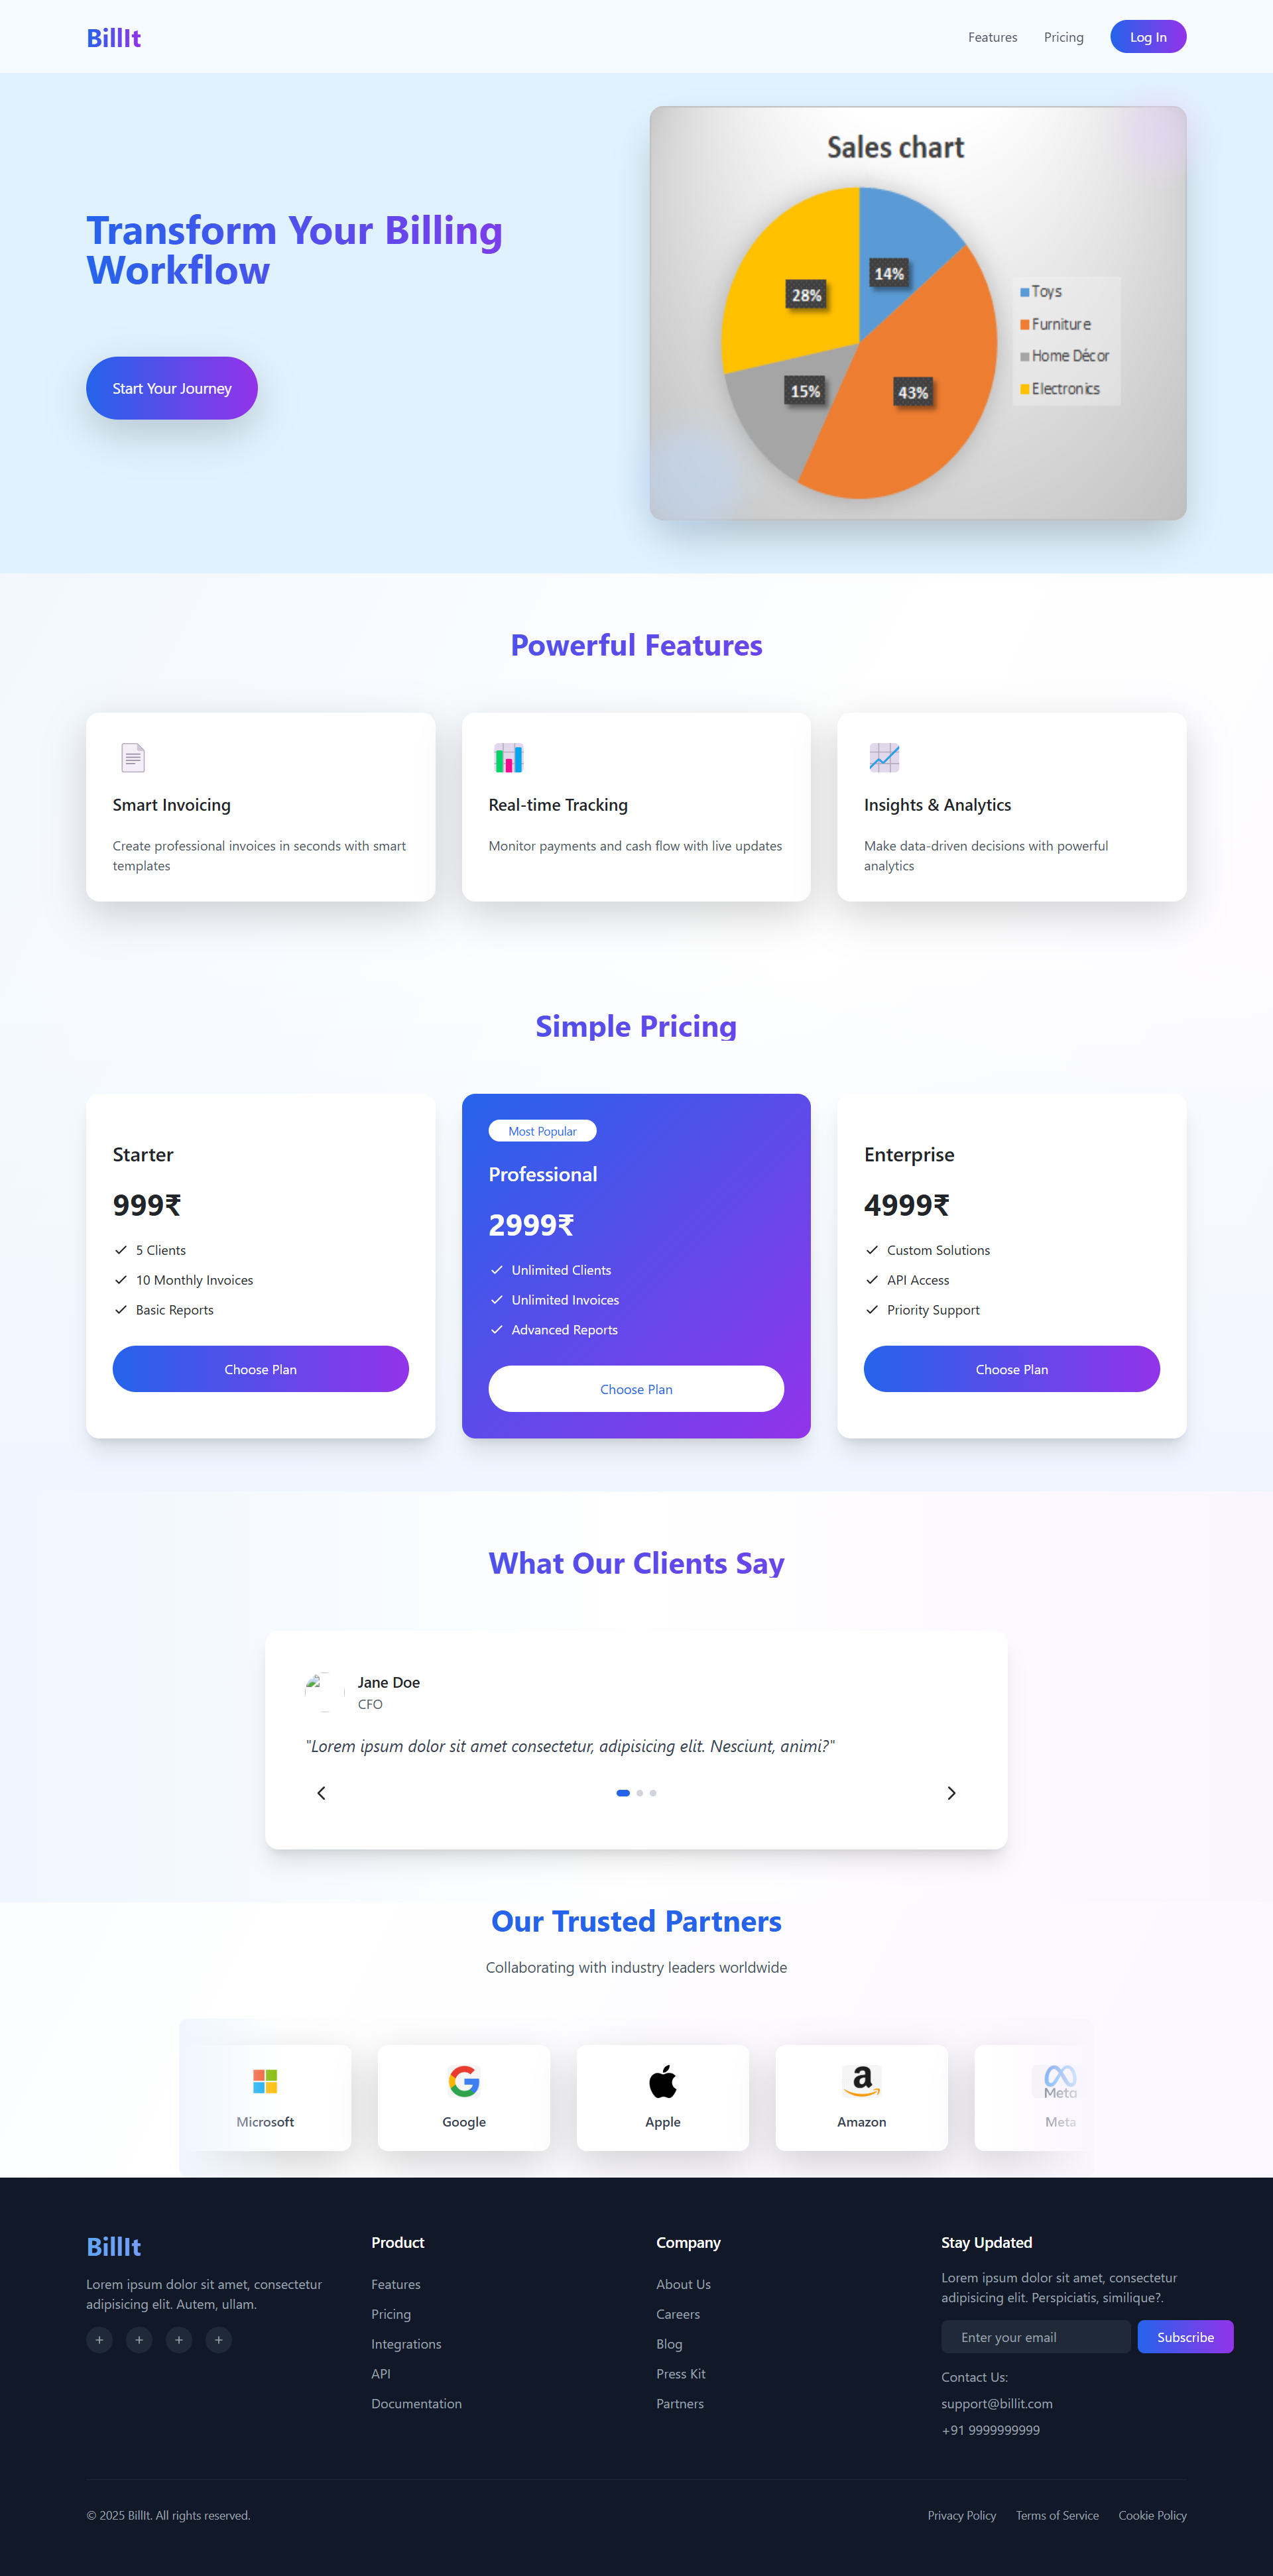 BillIt
Features
Pricing
Log In
Transform Your Billing
Workflow
Start Your Journey
Sales chart
14%
28%
15%
43%
Toys
Furniture
Home Décor
Electronics
Powerful Features
Smart Invoicing
Create professional invoices in seconds with smart
templates
Real-time Tracking
Monitor payments and cash flow with live updates
Insights & Analytics
Make data-driven decisions with powerful
analytics
Simple Pricing
Starter
999₹
5 Clients
10 Monthly Invoices
Basic Reports
Choose Plan
Most Popular
Professional
2999₹
Unlimited Clients
Unlimited Invoices
Advanced Reports
Choose Plan
Enterprise
4999₹
Custom Solutions
API Access
Priority Support
Choose Plan
What Our Clients Say
Jane Doe
CFO
"Lorem ipsum dolor sit amet consectetur, adipisicing elit. Nesciunt, animi?"
Our Trusted Partners
Collaborating with industry leaders worldwide
Microsoft
Google
Apple
a
Amazon
Meta
Meta
BillIt
Lorem ipsum dolor sit amet, consectetur
adipisicing elit. Autem, ullam.
+ + + +
Product
Features
Pricing
Integrations
API
Documentation
Company
About Us
Careers
Blog
Press Kit
Partners
Stay Updated
Lorem ipsum dolor sit amet, consectetur
adipisicing elit. Perspiciatis, similique?.
Enter your email
Subscribe
Contact Us:
support@billit.com
+91 9999999999
© 2025 BillIt. All rights reserved.
Privacy Policy
Terms of Service
Cookie Policy